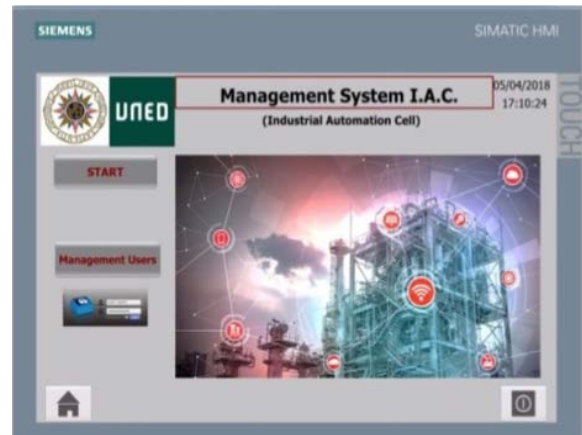 SIEMENS
SIMATIC HMI
TOUCH
UNED
Management System I.A.C.
(Industrial Automation Cell)
05/04/2018
17:10:24
START
Management Users